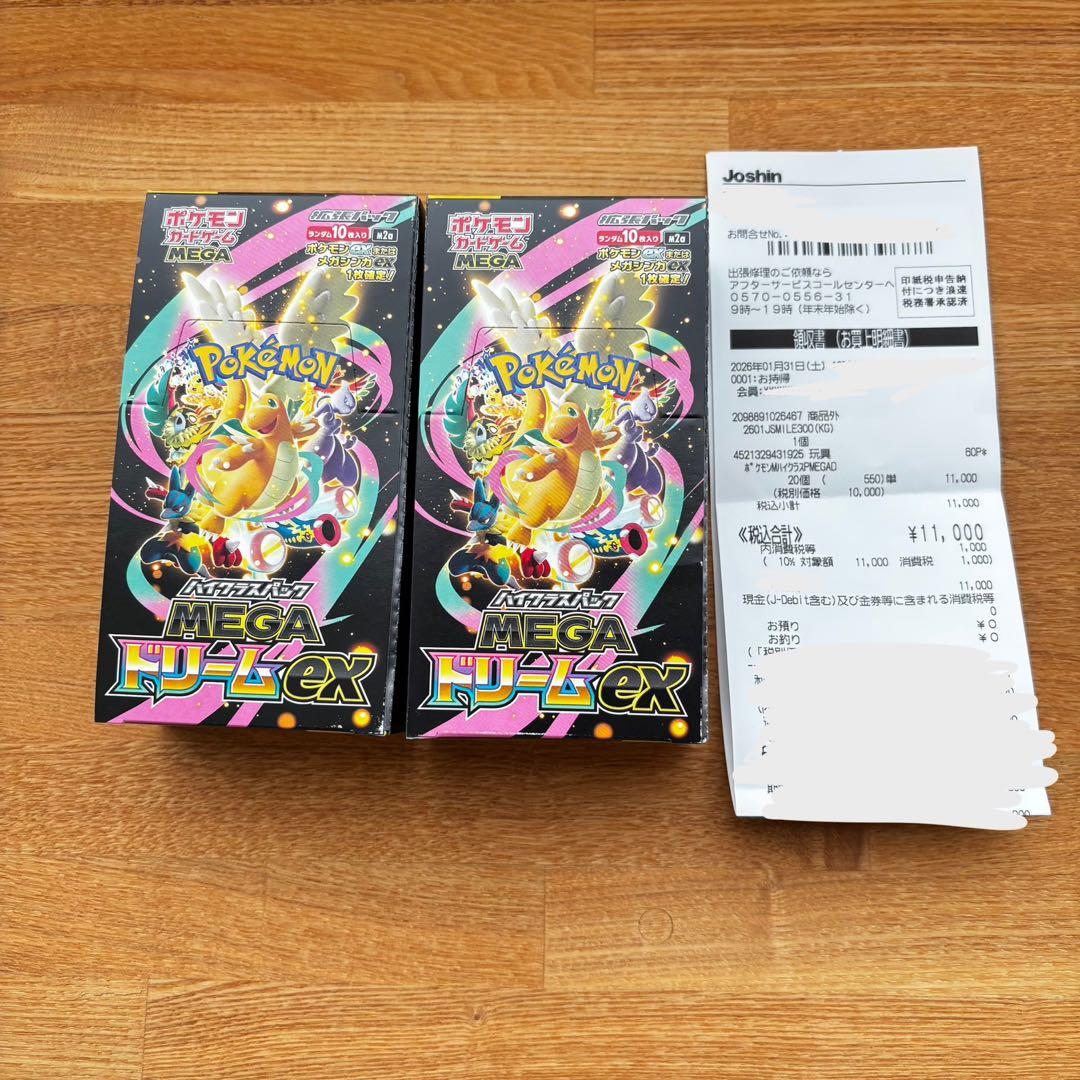 ポケモン
カードゲーム
MEGA
拡張パック
ランダム10枚入り M2a
ポケモンexまたは
メガシンカex
1枚確定!
Pokémon
ハイクラスパック
MEGA
ドリームex
ポケモン
カードゲーム
MEGA
拡張パック
ランダム10枚入り M2a
ポケモンexまたは
メガシンカex
1枚確定!
Pokémon
ハイクラスパック
MEGA
ドリームex
Joshin
お問合せNo.
出張修理のご依頼なら
アフターサービスコールセンターへ
0570-0556-31
9時～19時(年末年始除く)
印紙税申告納
付につき浪速
税務署承認済
領収書 (お買上明細書)
2026年01月31日(土)
0001:お持帰
会員:
2098891026467 商品外
2601JSMILE300(KG)
1個
4521329431925 玩具 60P*
ポケモンMハイクラスPMEGAD
20個 ( 550)単 11,000
(税別価格 10,000)
税込小計 11,000
《税込合計》 ¥11,000
内消費税等 1,000
( 10% 対象額 11,000 消費税 1,000)
11,000
現金(J-Debit含む)及び金券等に含まれる消費税等
0
お預り ¥0
お釣り ¥0